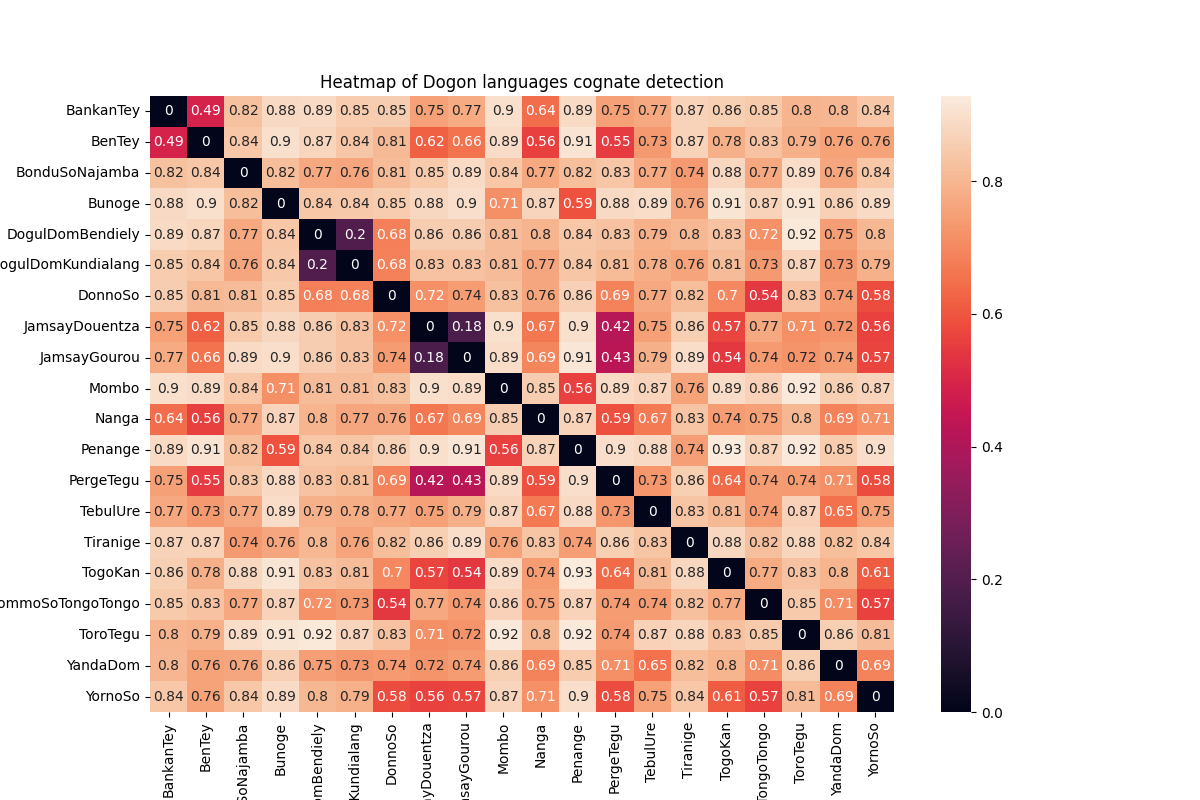 Heatmap of Dogon languages cognate detection
BankanTey 0 0.49 0.82 0.88 0.89 0.85 0.85 0.75 0.77 0.9 0.64 0.89 0.75 0.77 0.87 0.86 0.85 0.8 0.8 0.84
BenTey 0.49 0 0.84 0.9 0.87 0.84 0.81 0.62 0.66 0.89 0.56 0.91 0.55 0.73 0.87 0.78 0.83 0.79 0.76 0.76
BonduSoNajamba 0.82 0.84 0 0.82 0.77 0.76 0.81 0.85 0.89 0.84 0.77 0.82 0.83 0.77 0.74 0.88 0.77 0.89 0.76 0.84
Bunoge 0.88 0.9 0.82 0 0.84 0.84 0.85 0.88 0.9 0.71 0.87 0.59 0.88 0.89 0.76 0.91 0.87 0.91 0.86 0.89
DogulDomBendiely 0.89 0.87 0.77 0.84 0 0.2 0.68 0.86 0.86 0.81 0.8 0.84 0.83 0.79 0.8 0.83 0.72 0.92 0.75 0.8
ogulDomKundialang 0.85 0.84 0.76 0.84 0.2 0 0.68 0.83 0.83 0.81 0.77 0.84 0.81 0.78 0.76 0.81 0.73 0.87 0.73 0.79
DonnoSo 0.85 0.81 0.81 0.85 0.68 0.68 0 0.72 0.74 0.83 0.76 0.86 0.69 0.77 0.82 0.7 0.54 0.83 0.74 0.58
JamsayDouentza 0.75 0.62 0.85 0.88 0.86 0.83 0.72 0 0.18 0.9 0.67 0.9 0.42 0.75 0.86 0.57 0.77 0.71 0.72 0.56
JamsayGourou 0.77 0.66 0.89 0.9 0.86 0.83 0.74 0.18 0 0.89 0.69 0.91 0.43 0.79 0.89 0.54 0.74 0.72 0.74 0.57
Mombo 0.9 0.89 0.84 0.71 0.81 0.81 0.83 0.9 0.89 0 0.85 0.56 0.89 0.87 0.76 0.89 0.86 0.92 0.86 0.87
Nanga 0.64 0.56 0.77 0.87 0.8 0.77 0.76 0.67 0.69 0.85 0 0.87 0.59 0.67 0.83 0.74 0.75 0.8 0.69 0.71
Penange 0.89 0.91 0.82 0.59 0.84 0.84 0.86 0.9 0.91 0.56 0.87 0 0.9 0.88 0.74 0.93 0.87 0.92 0.85 0.9
PergeTegu 0.75 0.55 0.83 0.88 0.83 0.81 0.69 0.42 0.43 0.89 0.59 0.9 0 0.73 0.86 0.64 0.74 0.74 0.71 0.58
TebulUre 0.77 0.73 0.77 0.89 0.79 0.78 0.77 0.75 0.79 0.87 0.67 0.88 0.73 0 0.83 0.81 0.74 0.87 0.65 0.75
Tiranige 0.87 0.87 0.74 0.76 0.8 0.76 0.82 0.86 0.89 0.76 0.83 0.74 0.86 0.83 0 0.88 0.82 0.88 0.82 0.84
TogoKan 0.86 0.78 0.88 0.91 0.83 0.81 0.7 0.57 0.54 0.89 0.74 0.93 0.64 0.81 0.88 0 0.77 0.83 0.8 0.61
ommoSoTongoTongo 0.85 0.83 0.77 0.87 0.72 0.73 0.54 0.77 0.74 0.86 0.75 0.87 0.74 0.74 0.82 0.77 0 0.85 0.71 0.57
ToroTegu 0.8 0.79 0.89 0.91 0.92 0.87 0.83 0.71 0.72 0.92 0.8 0.92 0.74 0.87 0.88 0.83 0.85 0 0.86 0.81
YandaDom 0.8 0.76 0.76 0.86 0.75 0.73 0.74 0.72 0.74 0.86 0.69 0.85 0.71 0.65 0.82 0.8 0.71 0.86 0 0.69
YornoSo 0.84 0.76 0.84 0.89 0.8 0.79 0.58 0.56 0.57 0.87 0.71 0.9 0.58 0.75 0.84 0.61 0.57 0.81 0.69 0
BankanTey
BenTey
SoNajamba
Bunoge
omBendiely
Kundialang
DonnoSo
yDouentza
sayGourou
Mombo
Nanga
Penange
PergeTegu
TebulUre
Tiranige
TogoKan
TongoTongo
ToroTegu
YandaDom
YornoSo
0.8
0.6
0.4
0.2
0.0